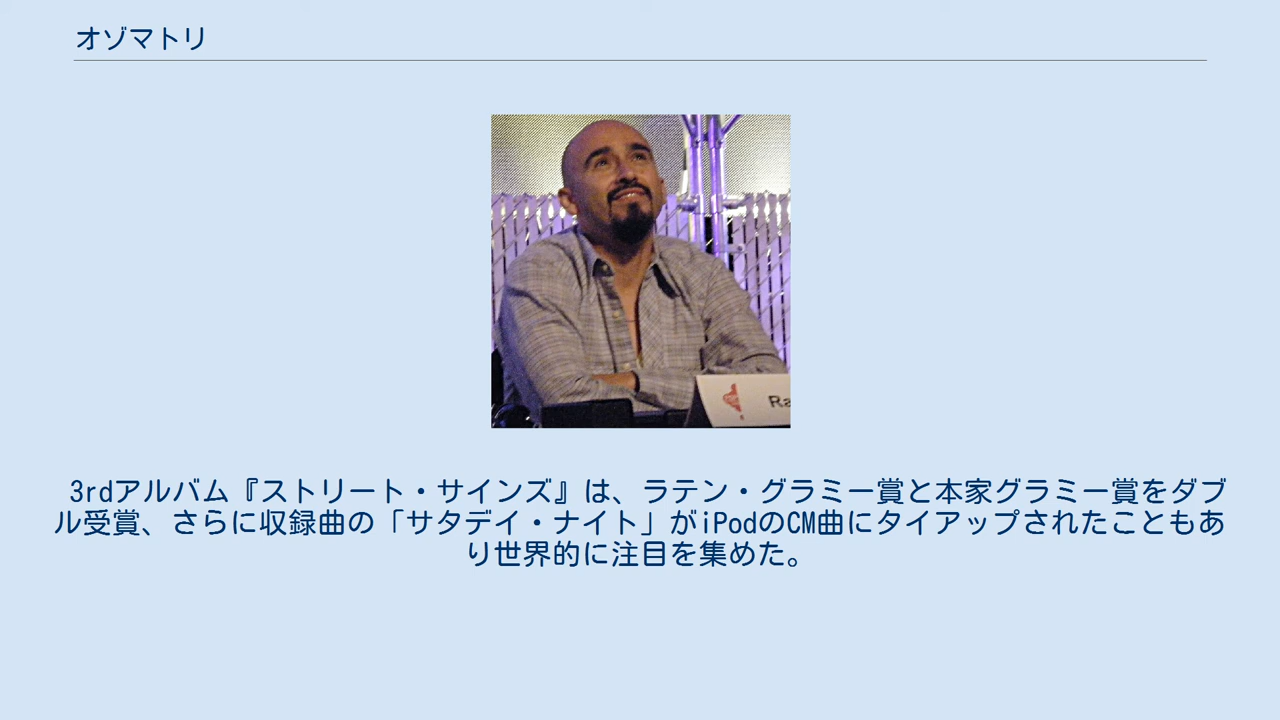 オゾマトリ
Ra
3rdアルバム『ストリート・サインズ』は、ラテン・グラミー賞と本家グラミー賞をダブ
ル受賞、さらに収録曲の「サタデイ・ナイト」がiPodのCM曲にタイアップされたこともあ
り世界的に注目を集めた。